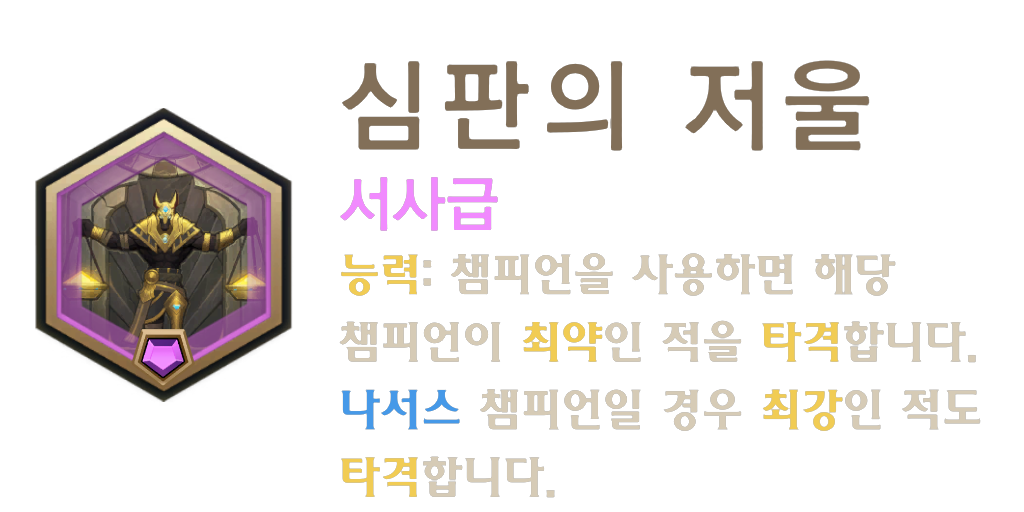 심판의 저울
서사급
능력: 챔피언을 사용하면 해당
챔피언이 최약인 적을 타격합니다.
나서스 챔피언일 경우 최강인 적도
타격합니다.